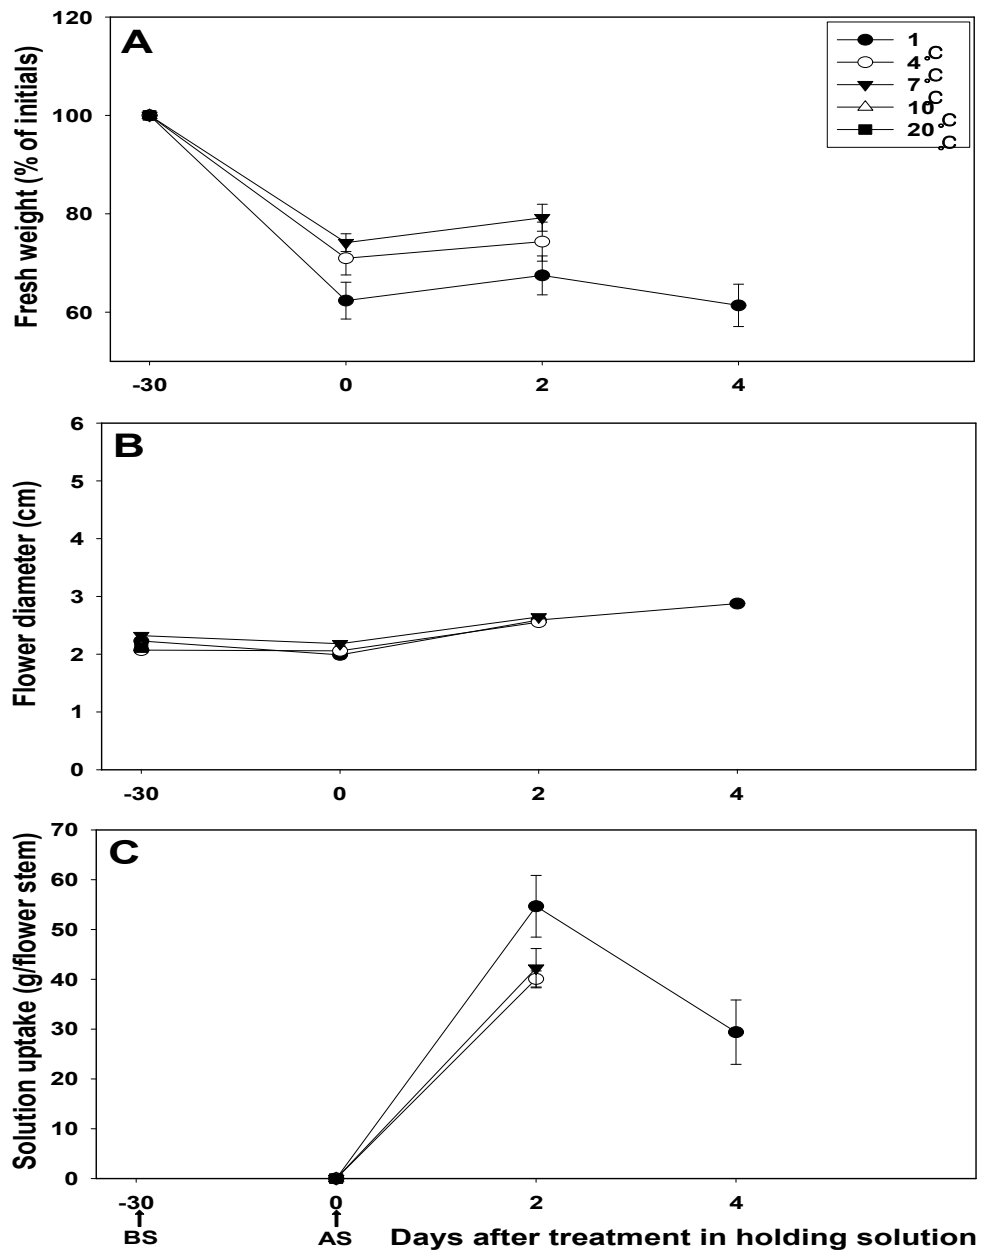 120
A
1 °C
4 °C
7 °C
10 °C
20 °C
100
80
60
Fresh weight (% of initials)
-30 0 2 4
6
B
5
4
3
2
1
0
Flower diameter (cm)
-30 0 2 4
70
C
60
50
40
30
20
10
0
Solution uptake (g/flower stem)
-30 0 2 4
BS AS Days after treatment in holding solution